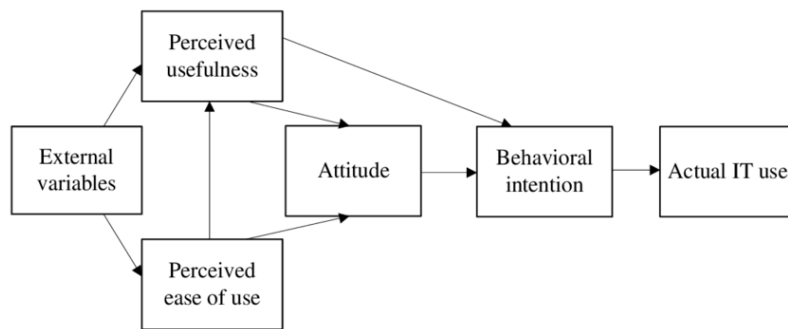 Perceived
usefulness
External
variables
Attitude
Behavioral
intention
Actual IT use
Perceived
ease of use